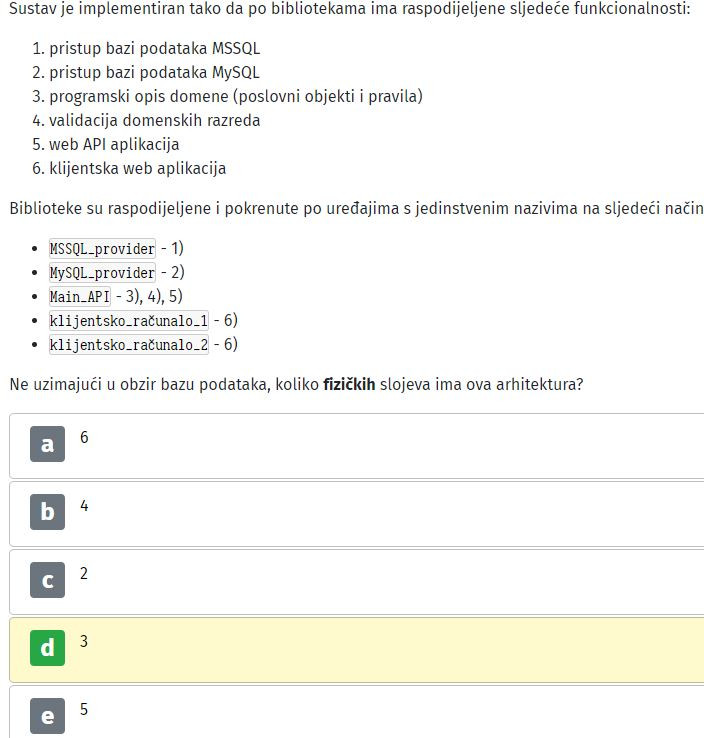 Sustav je implementiran tako da po bibliotekama ima raspodijeljene sljedeće funkcionalnosti:
1. pristup bazi podataka MSSQL
2. pristup bazi podataka MySQL
3. programski opis domene (poslovni objekti i pravila)
4. validacija domenskih razreda
5. web API aplikacija
6. klijentska web aplikacija
Biblioteke su raspodijeljene i pokrenute po uređajima s jedinstvenim nazivima na sljedeći način
• MSSQL_provider - 1)
• MySQL_provider - 2)
• Main_API - 3), 4), 5)
• klijentsko_računalo_1 - 6)
• klijentsko_računalo_2 - 6)
Ne uzimajući u obzir bazu podataka, koliko fizičkih slojeva ima ova arhitektura?
a 6
b 4
c 2
d 3
e 5